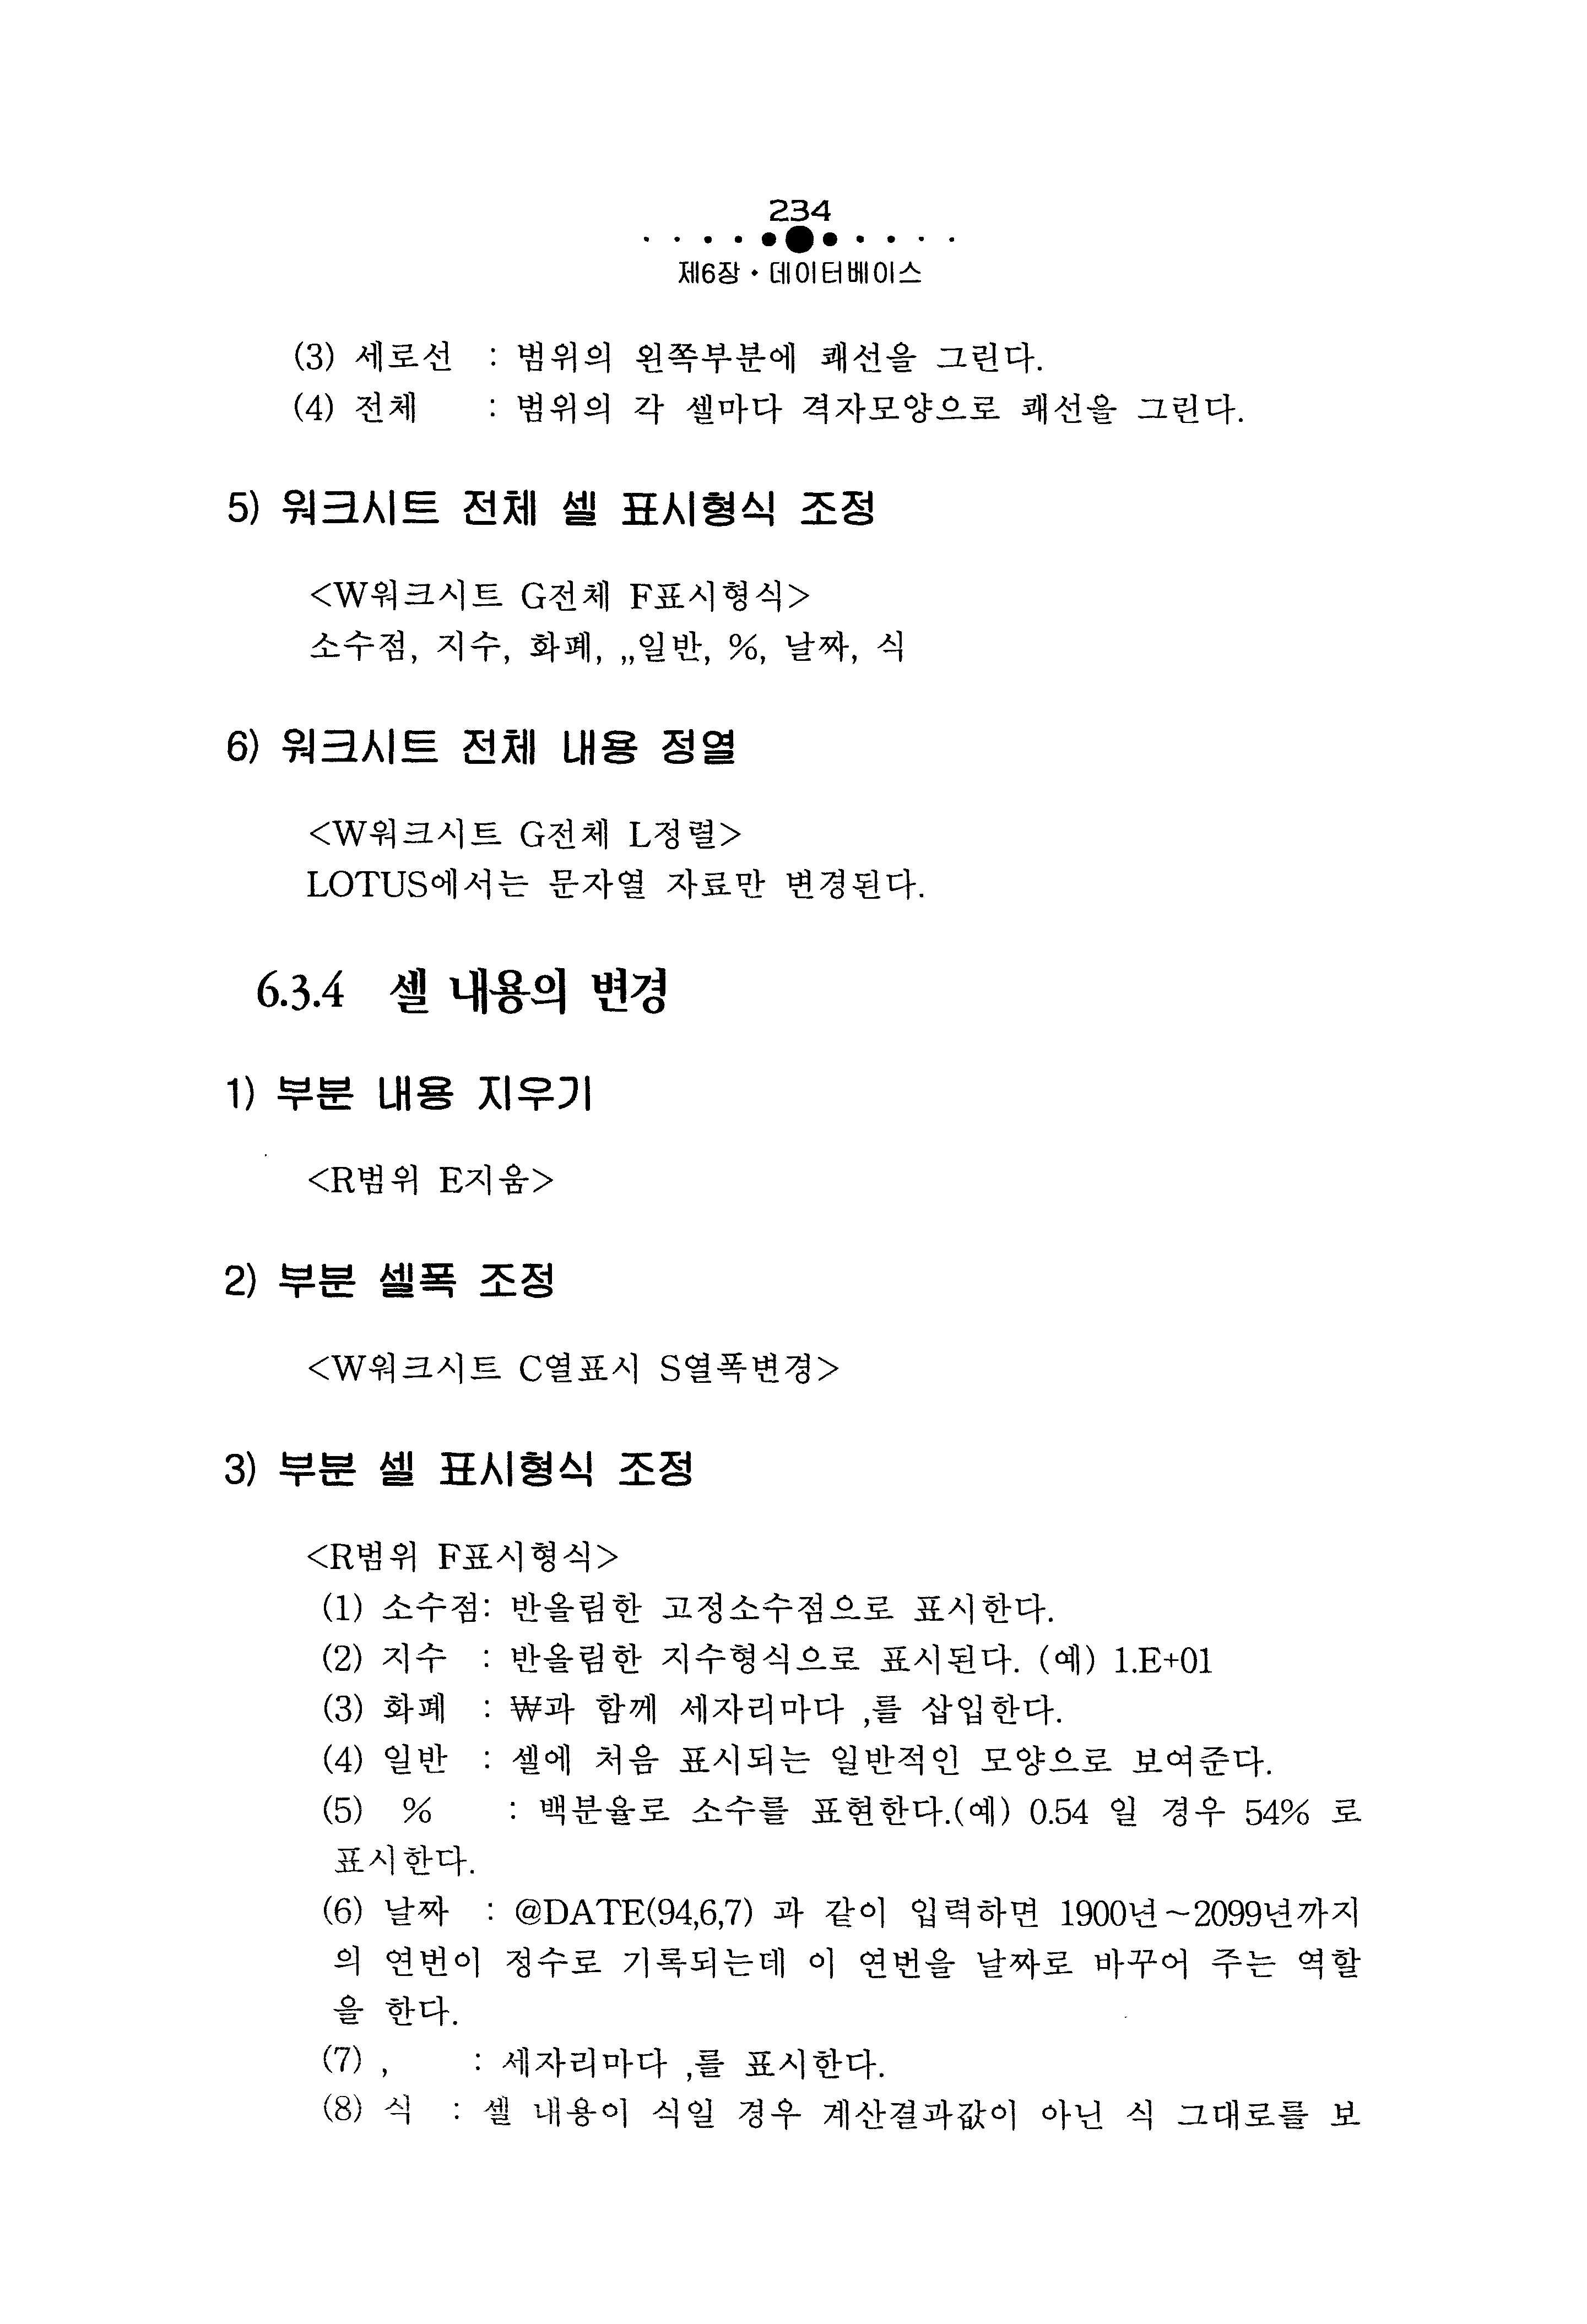 234
제6장・데이터베이스
(3) 세로선 : 범위의 왼쪽부분에 괘선을 그린다.
(4) 전체 : 범위의 각 셀마다 격자모양으로 괘선을 그린다.
5) 워크시트 전체 셀 표시형식 조정
<W워크시트 G전체 F표시형식>
소수점, 지수, 화폐, „일반, %, 날짜, 식
6) 워크시트 전체 내용 정열
<W워크시트 G전체 L정렬>
LOTUS에서는 문자열 자료만 변경된다.
6.3.4 셀 내용의 변경
1) 부분 내용 지우기
<R범위 E지움>
2) 부분 셀폭 조정
<W워크시트 C열표시 S열폭변경>
3) 부분 셀 표시형식 조정
<R범위 F표시형식>
(1) 소수점: 반올림한 고정소수점으로 표시한다.
(2) 지수 : 반올림한 지수형식으로 표시된다. (예) 1.E+01
(3) 화폐 : ₩과 함께 세자리마다 ,를 삽입한다.
(4) 일반 : 셀에 처음 표시되는 일반적인 모양으로 보여준다.
(5) % : 백분율로 소수를 표현한다.(예) 0.54 일 경우 54% 로
표시한다.
(6) 날짜 : @DATE(94,6,7) 과 같이 입력하면 1900년~2099년까지
의 연번이 정수로 기록되는데 이 연번을 날짜로 바꾸어 주는 역할
을 한다.
(7) , : 세자리마다 ,를 표시한다.
(8) 식 : 셀 내용이 식일 경우 계산결과값이 아닌 식 그대로를 보